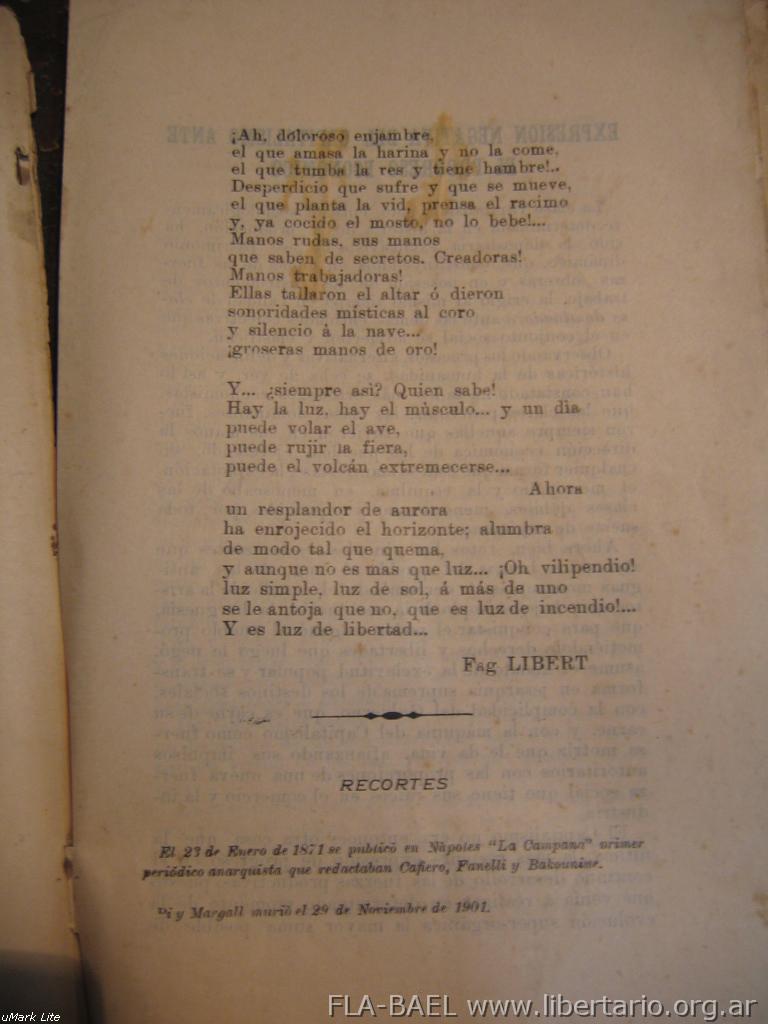 ¡Ah, doloroso enjambre,
el que amasa la harina y no la come,
el que tumba la res y tiene hambre!..
Desperdicio que sufre y que se mueve,
el que planta la vid, prensa el racimo
y, ya cocido el mosto, no lo bebe!...
Manos rudas, sus manos
que saben de secretos. Creadoras!
Manos trabajadoras!
Ellas tallaron el altar ó dieron
sonoridades místicas al coro
y silencio á la nave...
¡groseras manos de oro!
Y... ¿siempre asi? Quien sabe!
Hay la luz, hay el músculo... y un dia
puede volar el ave,
puede rujir la fiera,
puede el volcán extremecerse...
Ahora
un resplandor de aurora
ha enrojecido el horizonte; alumbra
de modo tal que quema,
y aunque no es mas que luz... ¡Oh vilipendio!
luz simple, luz de sol, á más de uno
se le antoja que no, que es luz de incendio!...
Y es luz de libertad...
Fag LIBERT
RECORTES
El 23 de Enero de 1871 se publicó en Nàpoles "La Campana" primer
periódico anarquista que redactaban Cafiero, Fanelli y Bakounine.
Pi y Margall murió el 29 de Noviembre de 1901.
FLA-BAEL www.libertario.org.ar
uMark Lite